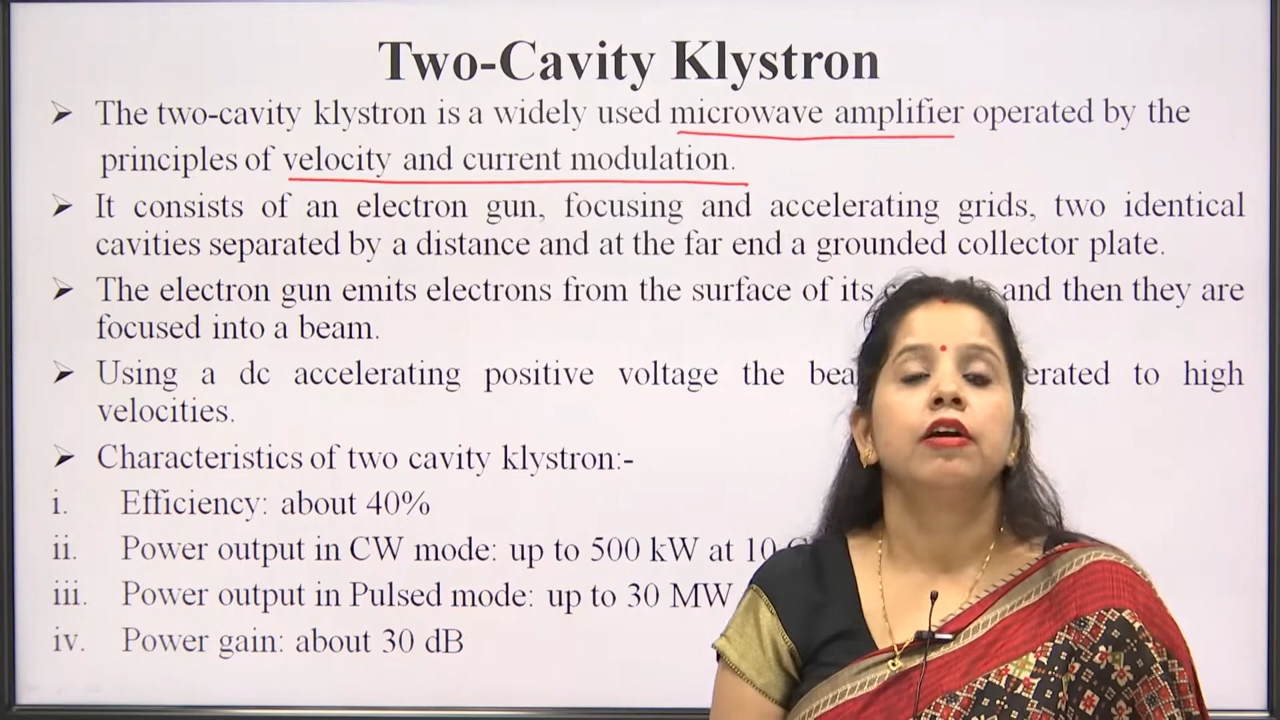 Two-Cavity Klystron
➢ The two-cavity klystron is a widely used microwave amplifier operated by the
principles of velocity and current modulation.
➢ It consists of an electron gun, focusing and accelerating grids, two identical
cavities separated by a distance and at the far end a grounded collector plate.
➢ The electron gun emits electrons from the surface of its and then they are
focused into a beam.
➢ Using a dc accelerating positive voltage the to high
velocities.
➢ Characteristics of two cavity klystron:-
i. Efficiency: about 40%
ii. Power output in CW mode: up to 500 kW at 10
iii. Power output in Pulsed mode: up to 30 MW
iv. Power gain: about 30 dB